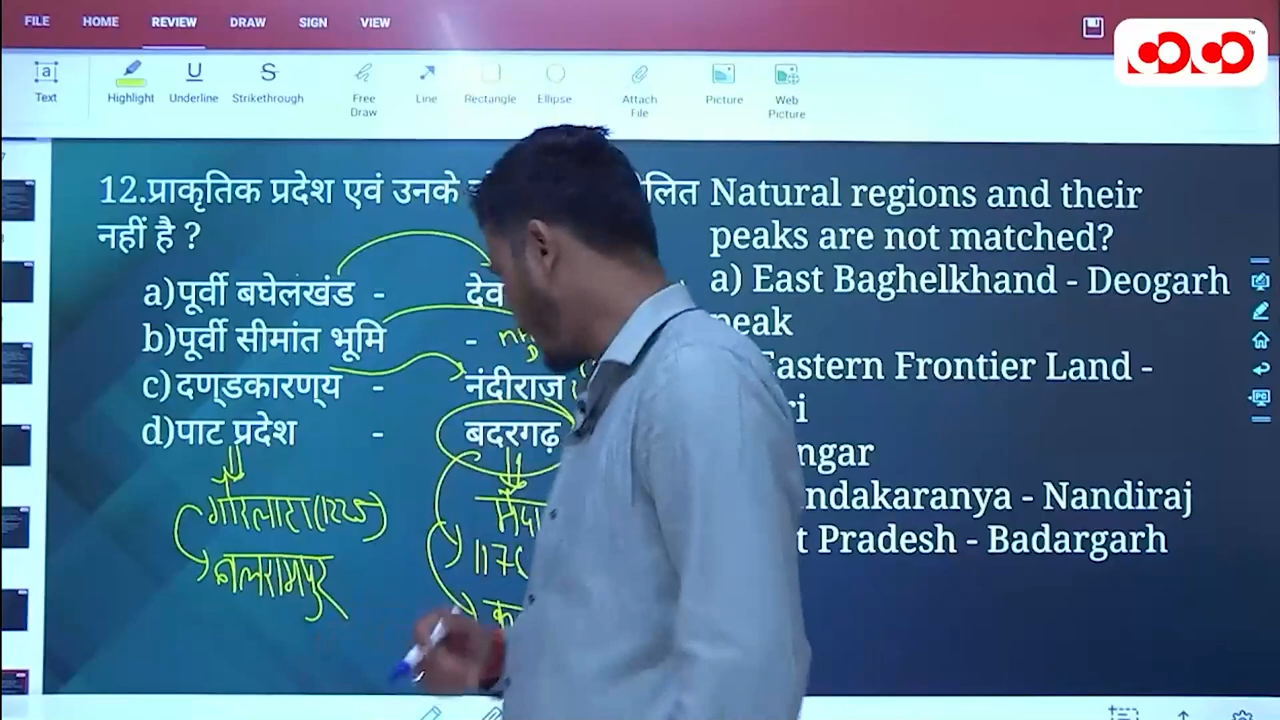 FILE HOME REVIEW DRAW SIGN VIEW
Text Highlight Underline Strikethrough Free Draw Line Rectangle Ellipse Attach File Picture Web Picture
12.प्राकृतिक प्रदेश एवं उनके
नहीं है ?
a)पूर्वी बघेलखंड - देव
b)पूर्वी सीमांत भूमि -
c)दण्डकारण्य - नंदीराज
d)पाट प्रदेश - बदरगढ़
गौरलाटा(1225)
बलरामपुर
Natural regions and their
peaks are not matched?
a) East Baghelkhand - Deogarh
peak
Eastern Frontier Land -
ndakaranya - Nandiraj
t Pradesh - Badargarh